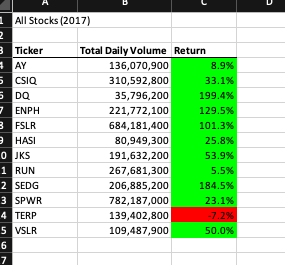 A B C D
1 All Stocks (2017)
2
3 Ticker Total Daily Volume Return
4 AY 136,070,900 8.9%
5 CSIQ 310,592,800 33.1%
6 DQ 35,796,200 199.4%
7 ENPH 221,772,100 129.5%
8 FSLR 684,181,400 101.3%
9 HASI 80,949,300 25.8%
0 JKS 191,632,200 53.9%
1 RUN 267,681,300 5.5%
2 SEDG 206,885,200 184.5%
3 SPWR 782,187,000 23.1%
4 TERP 139,402,800 -7.2%
5 VSLR 109,487,900 50.0%
6
7